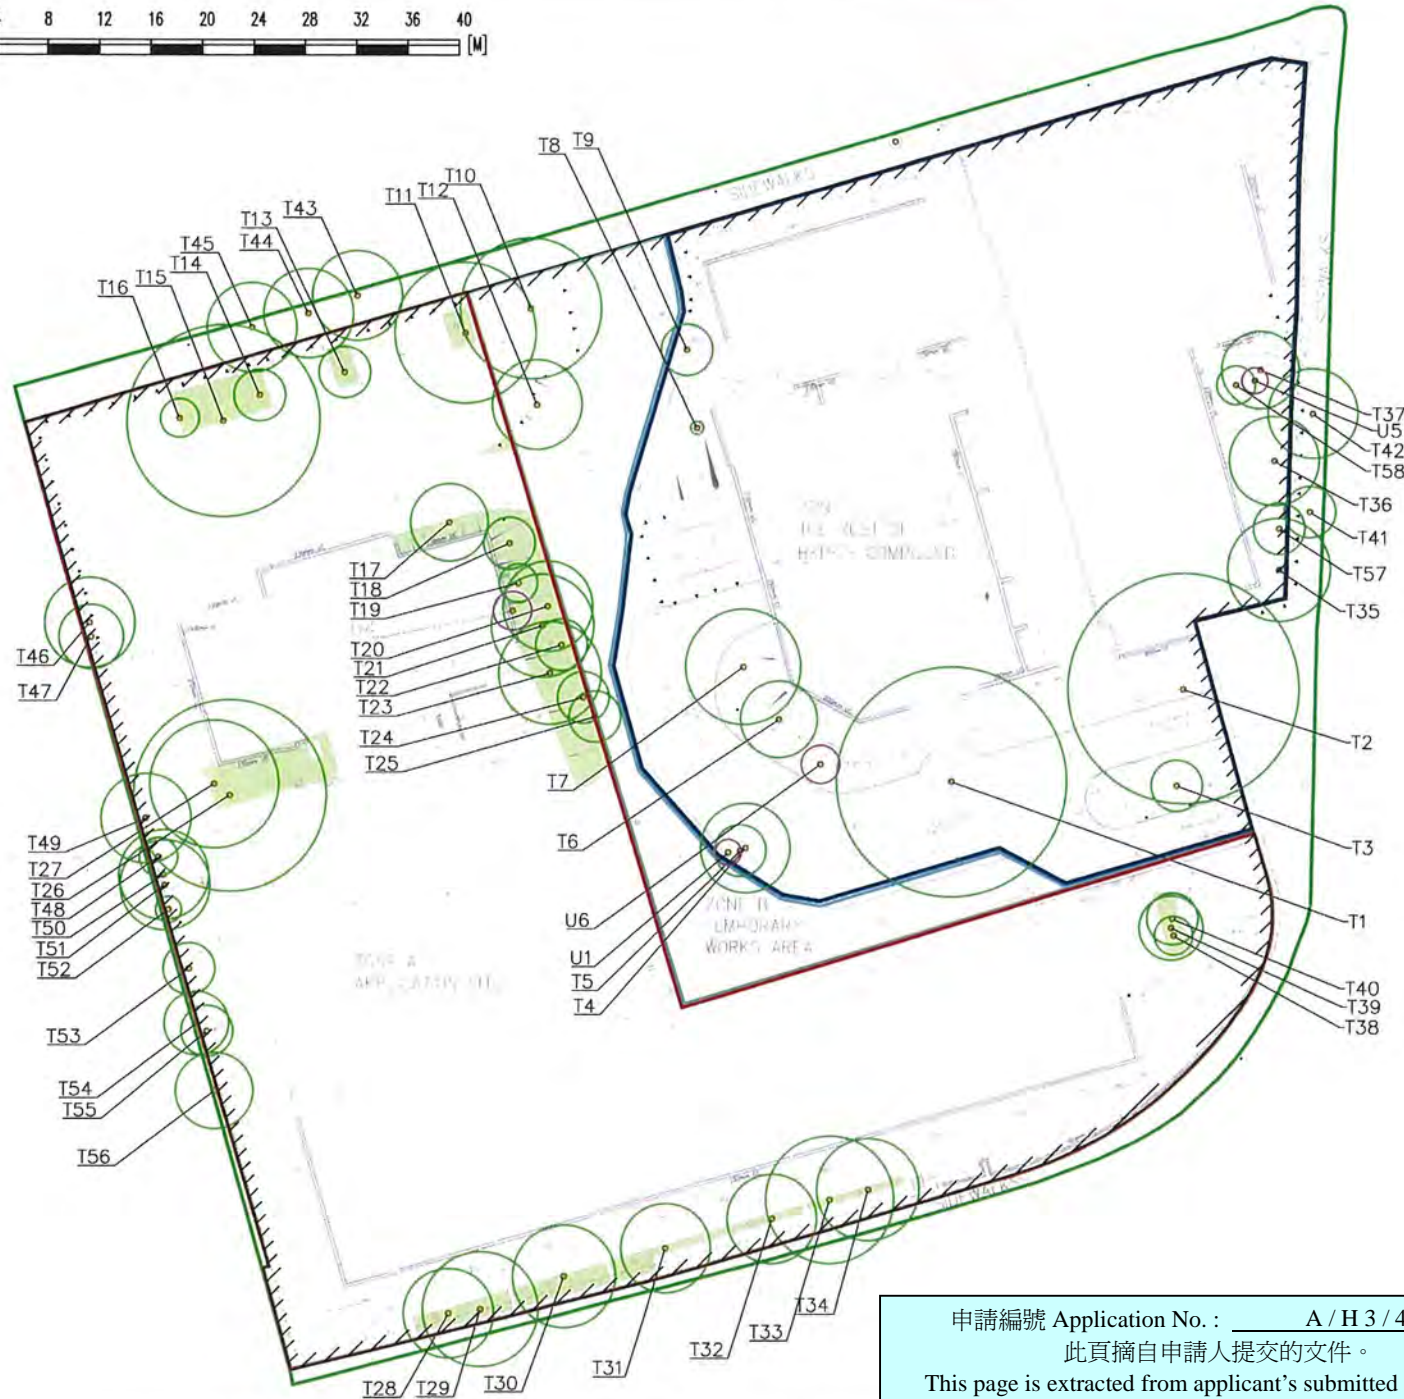 8 12 16 20 24 28 32 36 40 [M]
T9
T8
T10
T12
T11
T43
T13
T44
T45
T14
T15
T16
SIDEWALKS
SIDEWALKS
T37
U5
T42
T58
T36
T41
T57
T35
T17
T18
T19
T20
T21
T22
T23
T24
T25
T46
T47
T7
T6
T2
T3
T1
T49
T27
T26
T48
T50
T51
T52
T53
T54
T55
T56
U6
U1
T5
T4
ZONE B
TEMPORARY
WORKS AREA
ZONE A
APPLICATION SITE
T40
T39
T38
SIDEWALKS
T34
T33
T32
T31
T30
T29
T28
申請編號 Application No. : A / H 3 / 4
此頁摘自申請人提交的文件。
This page is extracted from applicant's submitted